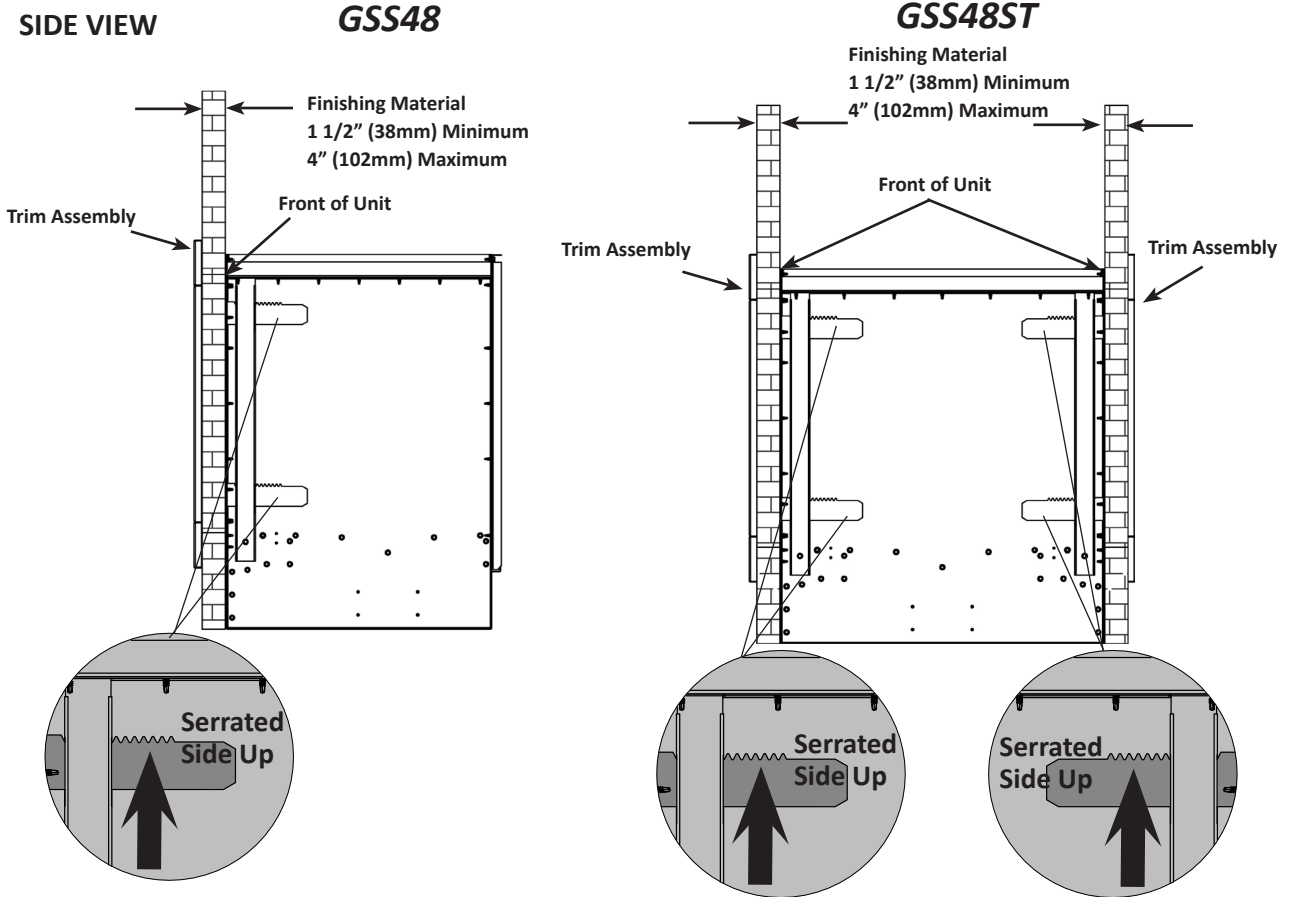 SIDE VIEW
GSS48
Finishing Material
1 1/2” (38mm) Minimum
4” (102mm) Maximum
Trim Assembly
Front of Unit
Serrated
Side Up
GSS48ST
Finishing Material
1 1/2” (38mm) Minimum
4” (102mm) Maximum
Front of Unit
Trim Assembly
Trim Assembly
Serrated
Side Up
Serrated
Side Up